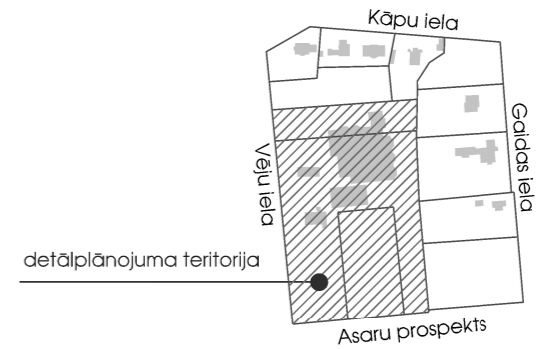 Kāpu iela
Gaidas iela
Vēju iela
detālplānojuma teritorija
Asaru prospekts